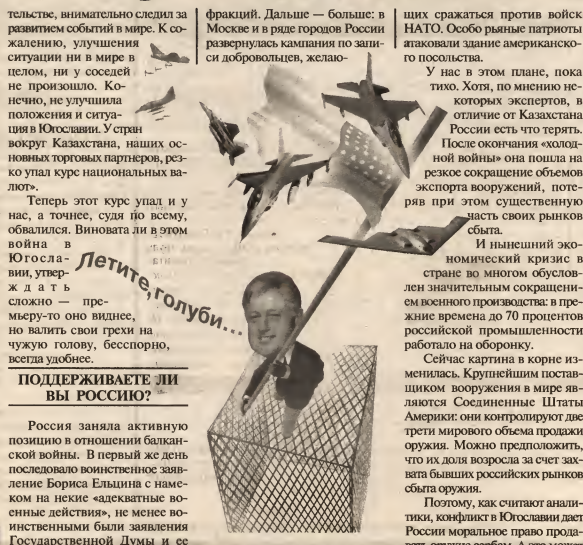 тельстве, внимательно следил за
развитием событий в мире. К со-
жалению, улучшения
ситуации ни в мире в
целом, ни у соседей
не произошло. Ко-
нечно, не улучшила
положения и ситуа-
ция в Югославии. У стран
вокруг Казахстана, наших ос-
новных торговых партнеров, рез-
ко упал курс национальных ва-
лют».
Теперь этот курс упал и у
нас, а точнее, судя по всему,
обвалился. Виновата ли в этом
война в
Югосла-
вии, утвер-
ждать
сложно — пре-
мьеру-то оно виднее,
но валить свои грехи на
чужую голову, бесспорно,
всегда удобнее.
ПОДДЕРЖИВАЕТЕ ЛИ
ВЫ РОССИЮ?
Россия заняла активную
позицию в отношении балкан-
ской войны. В первый же день
последовало воинственное заяв-
ление Бориса Ельцина с наме-
ком на некие «адекватные во-
енные действия», не менее во-
инственными были заявления
Государственной Думы и ее
фракций. Дальше — больше: в
Москве и в ряде городов России
развернулась кампания по запи-
си добровольцев, желаю-
Летите, голуби...
щих сражаться против войск
НАТО. Особо рьяные патриоты
атаковали здание американско-
го посольства.
У нас в этом плане, пока
тихо. Хотя, по мнению не-
которых экспертов, в
отличие от Казахстана
России есть что терять.
После окончания «холод-
ной войны» она пошла на
резкое сокращение объемов
экспорта вооружений, поте-
ряв при этом существенную
часть своих рынков
сбыта.
И нынешний эко-
номический кризис в
стране во многом обуслов-
лен значительным сокращени-
ем военного производства: в пре-
жние времена до 70 процентов
российской промышленности
работало на оборонку.
Сейчас картина в корне из-
менилась. Крупнейшим постав-
щиком вооружения в мире яв-
ляются Соединенные Штаты
Америки: они контролируют две
трети мирового объема продажи
оружия. Можно предположить,
что их доля возросла за счет зах-
вата бывших российских рынков
сбыта оружия.
Поэтому, как считают анали-
тики, конфликт в Югославии дает
России моральное право прода-